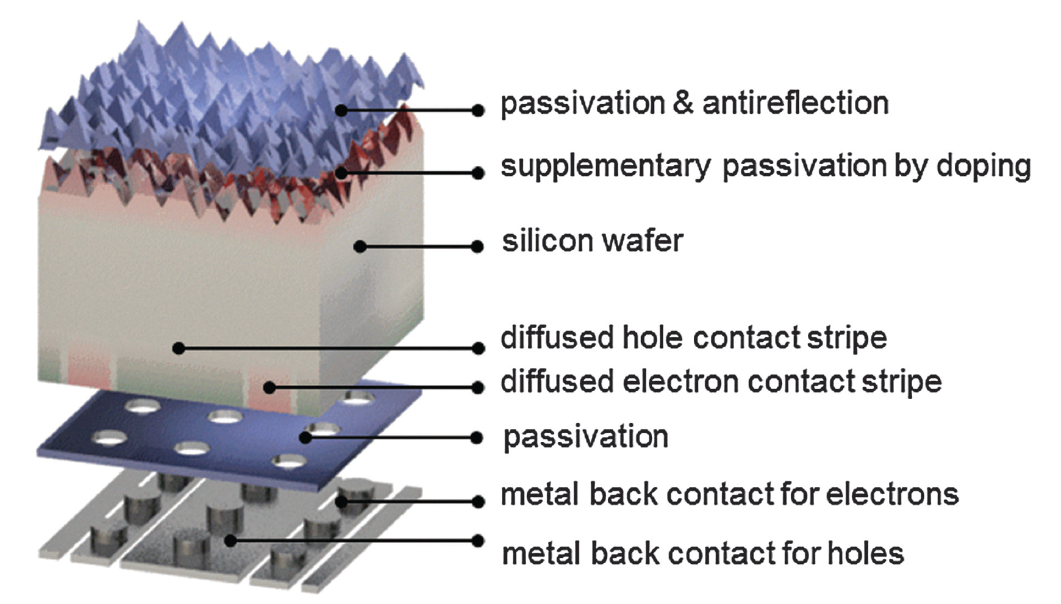 passivation & antireflection
supplementary passivation by doping
silicon wafer
diffused hole contact stripe
diffused electron contact stripe
passivation
metal back contact for electrons
metal back contact for holes